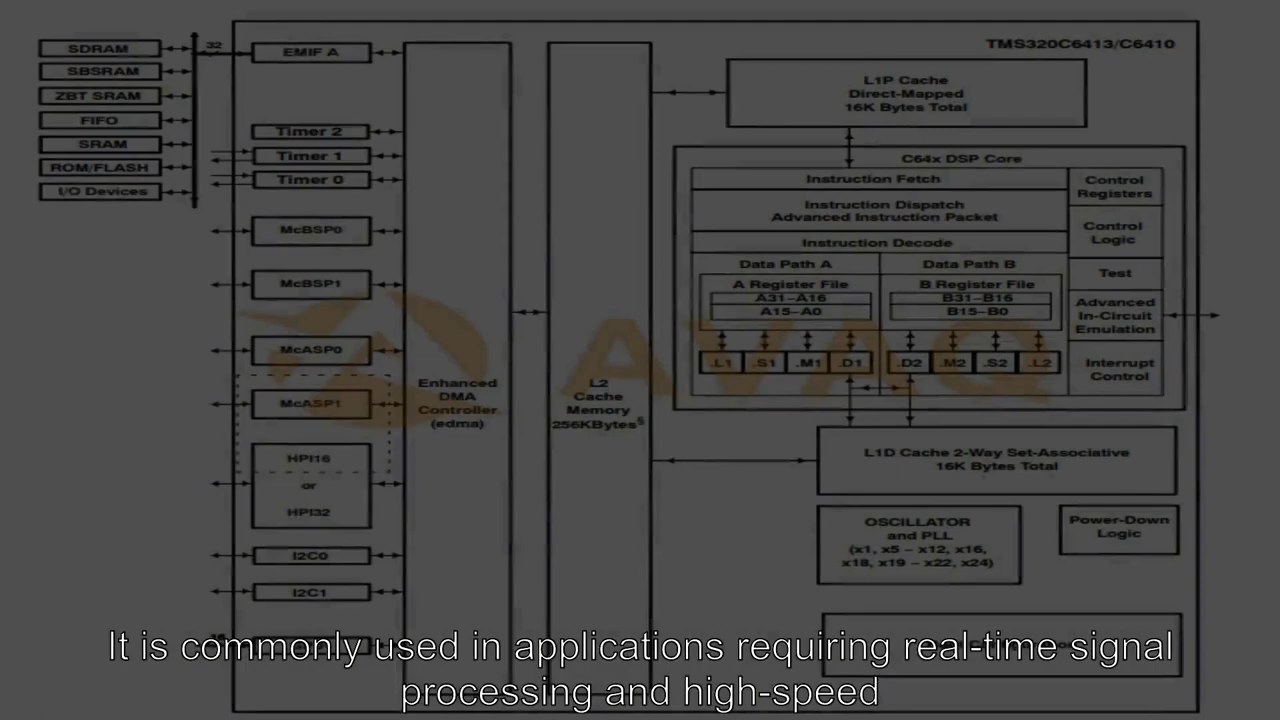 TMS320C6413/C6410
SDRAM
SBSRAM
ZBT SRAM
FIFO
SRAM
ROM/FLASH
I/O Devices
32
EMIF A
Timer 2
Timer 1
Timer 0
McBSP0
McBSP1
McASP0
McASP1
HPI16
or
HPI32
I2C0
I2C1
16
Enhanced
DMA
Controller
(edma)
L2
Cache
Memory
256KBytes§
L1P Cache
Direct-Mapped
16K Bytes Total
C64x DSP Core
Instruction Fetch
Instruction Dispatch
Advanced Instruction Packet
Instruction Decode
Data Path A
Data Path B
A Register File
B Register File
A31–A16
B31–B16
A15–A0
B15–B0
.L1 .S1 .M1 .D1
.D2 .M2 .S2 .L2
Control
Registers
Control
Logic
Test
Advanced
In-Circuit
Emulation
Interrupt
Control
L1D Cache 2-Way Set-Associative
16K Bytes Total
OSCILLATOR
and PLL
(x1, x5 – x12, x16,
x18, x19 – x22, x24)
Power-Down
Logic
AVAQ
It is commonly used in applications requiring real-time signal
processing and high-speed